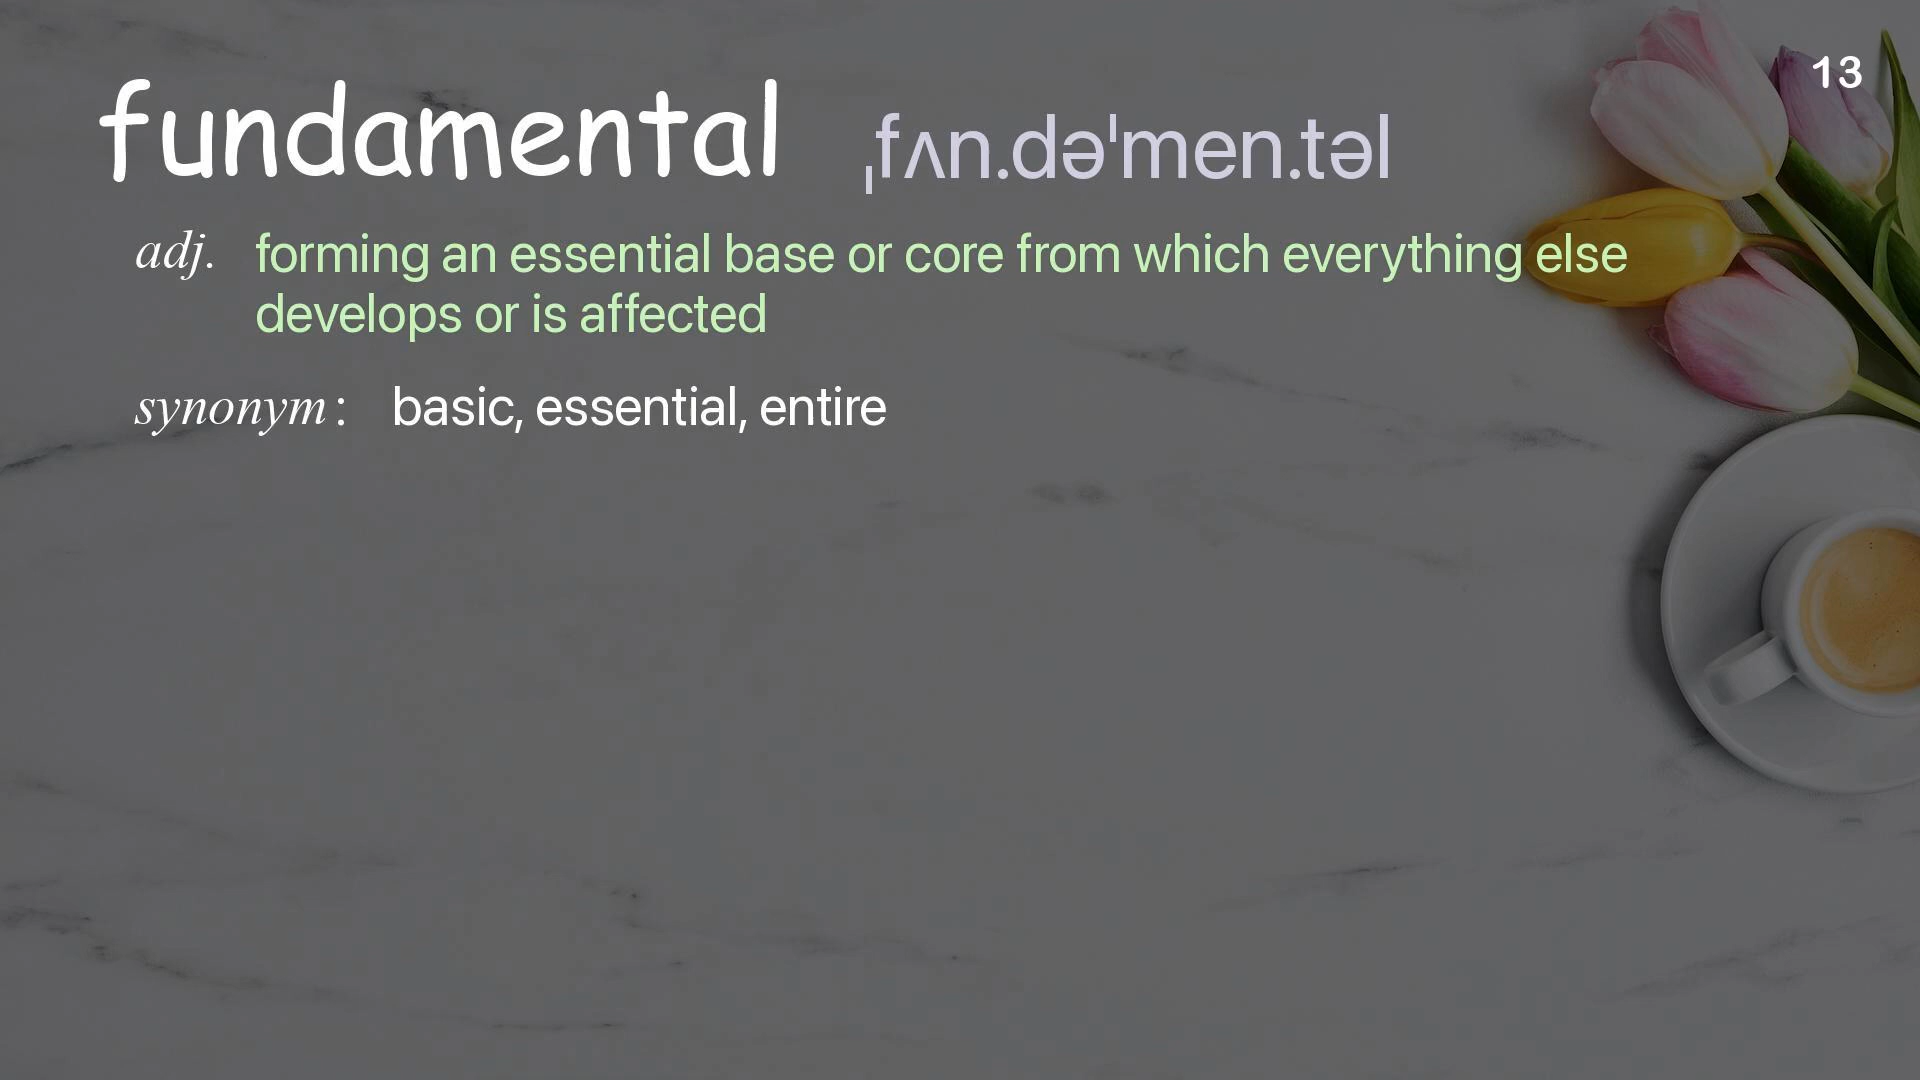 fundamental ˌfʌn.dəˈmen.təl
13
adj. forming an essential base or core from which everything else
develops or is affected
synonym: basic, essential, entire